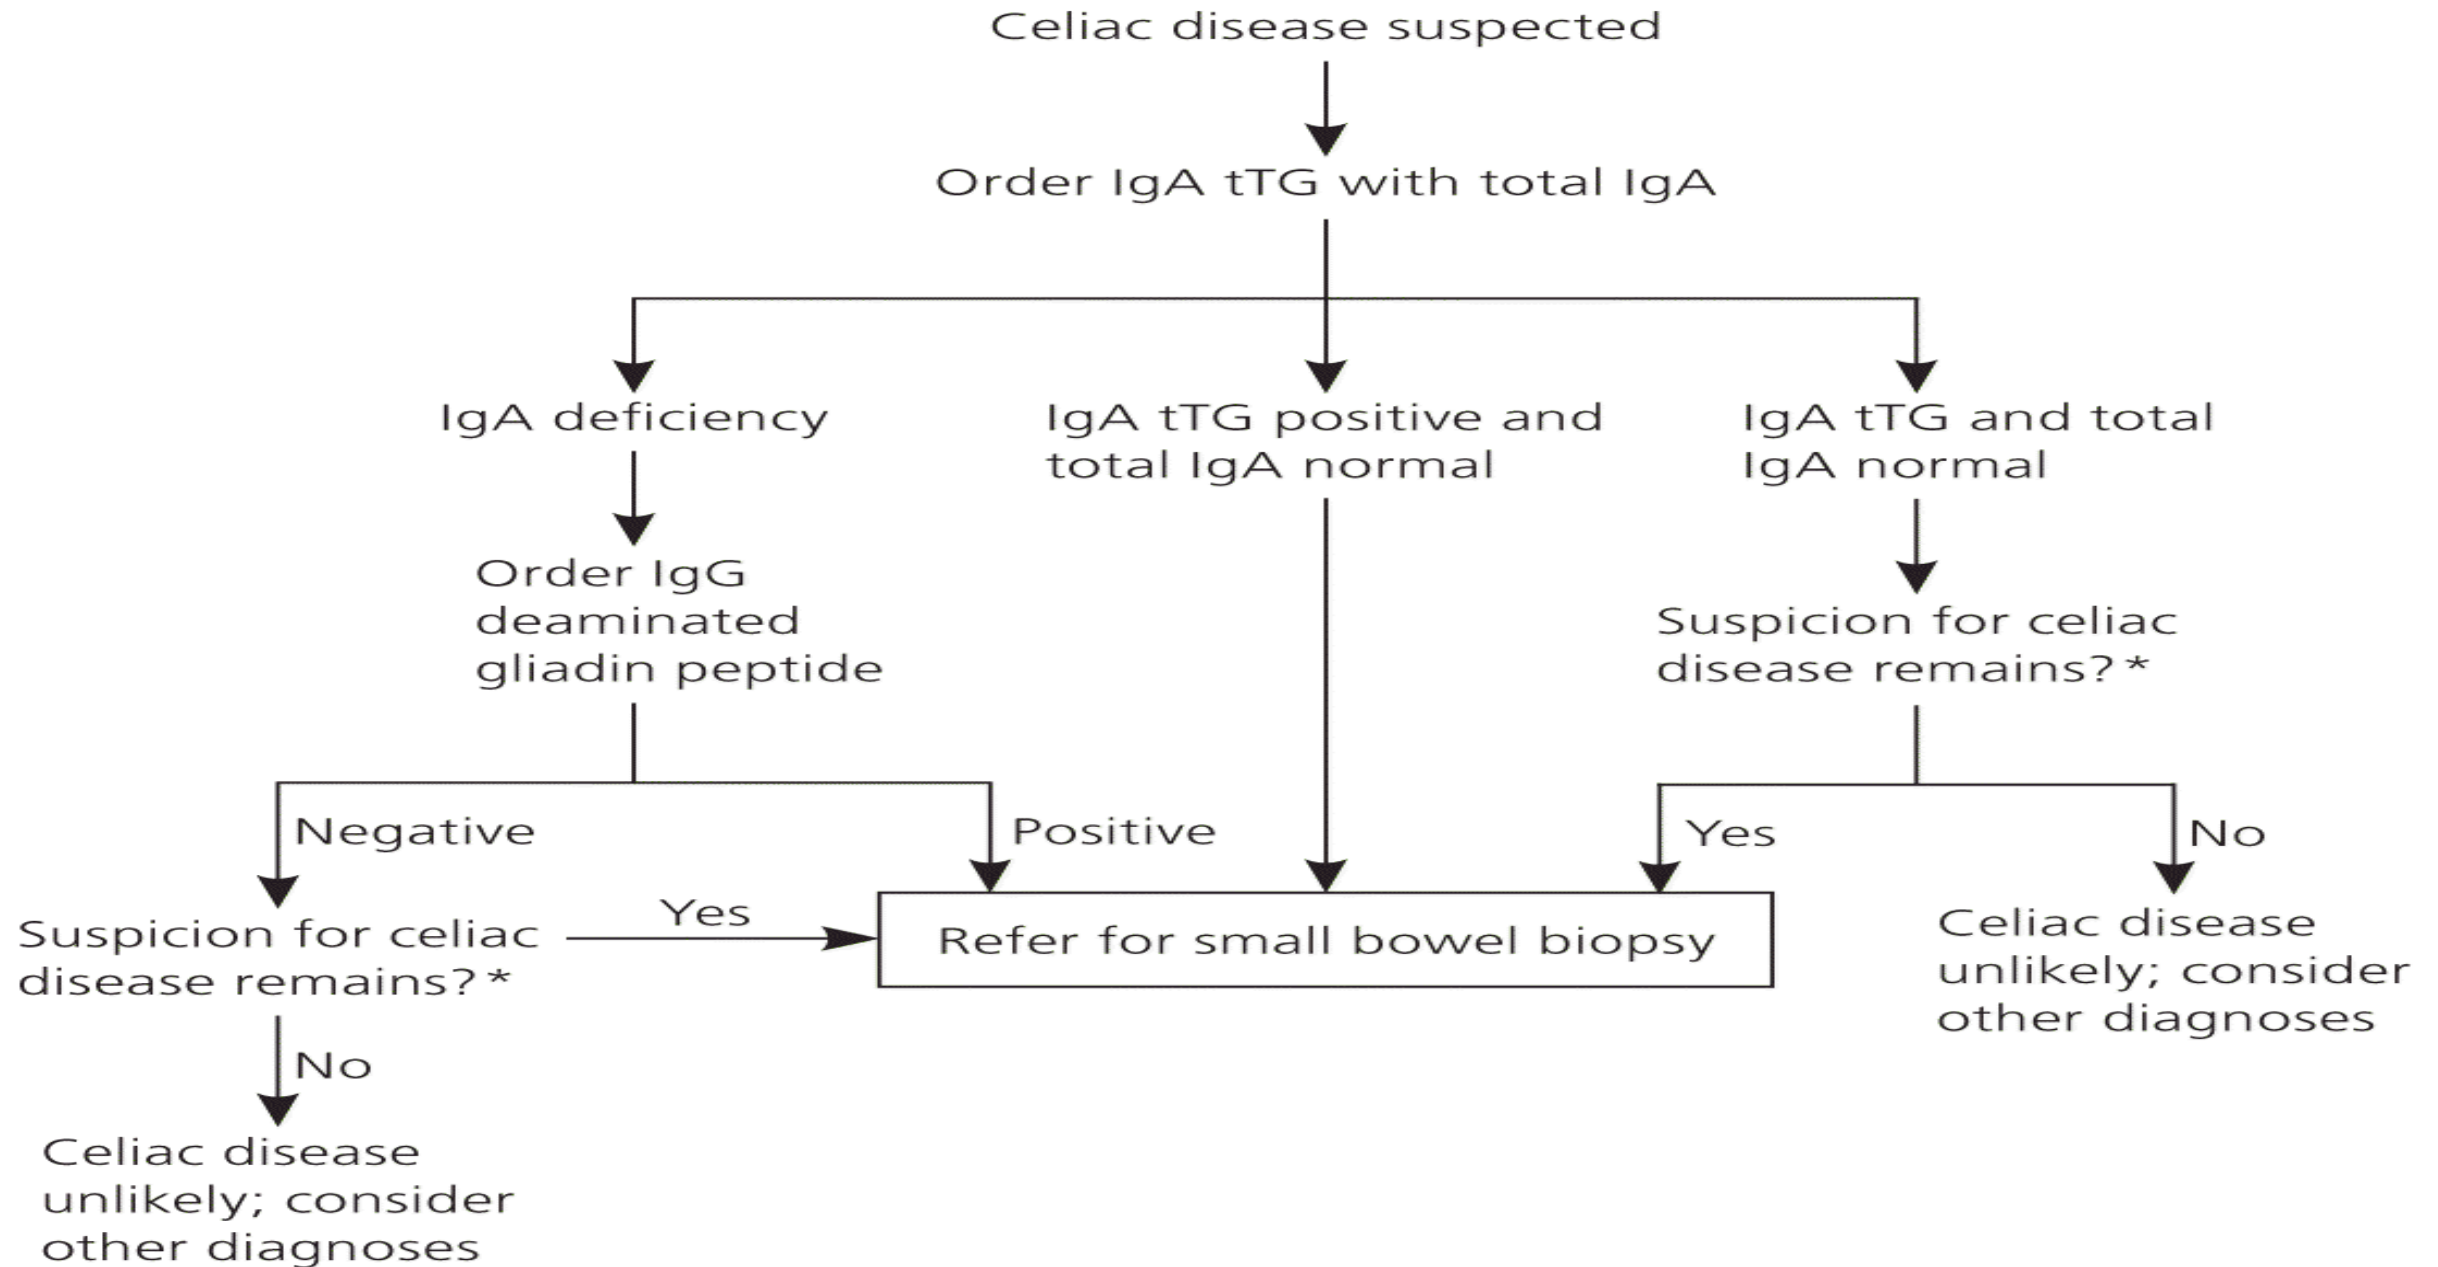 Celiac disease suspected
Order IgA tTG with total IgA
IgA deficiency
IgA tTG positive and
total IgA normal
IgA tTG and total
IgA normal
Order IgG
deaminated
gliadin peptide
Suspicion for celiac
disease remains?*
Negative
Positive
Yes
No
Suspicion for celiac
disease remains?*
Yes
Refer for small bowel biopsy
Celiac disease
unlikely; consider
other diagnoses
No
Celiac disease
unlikely; consider
other diagnoses